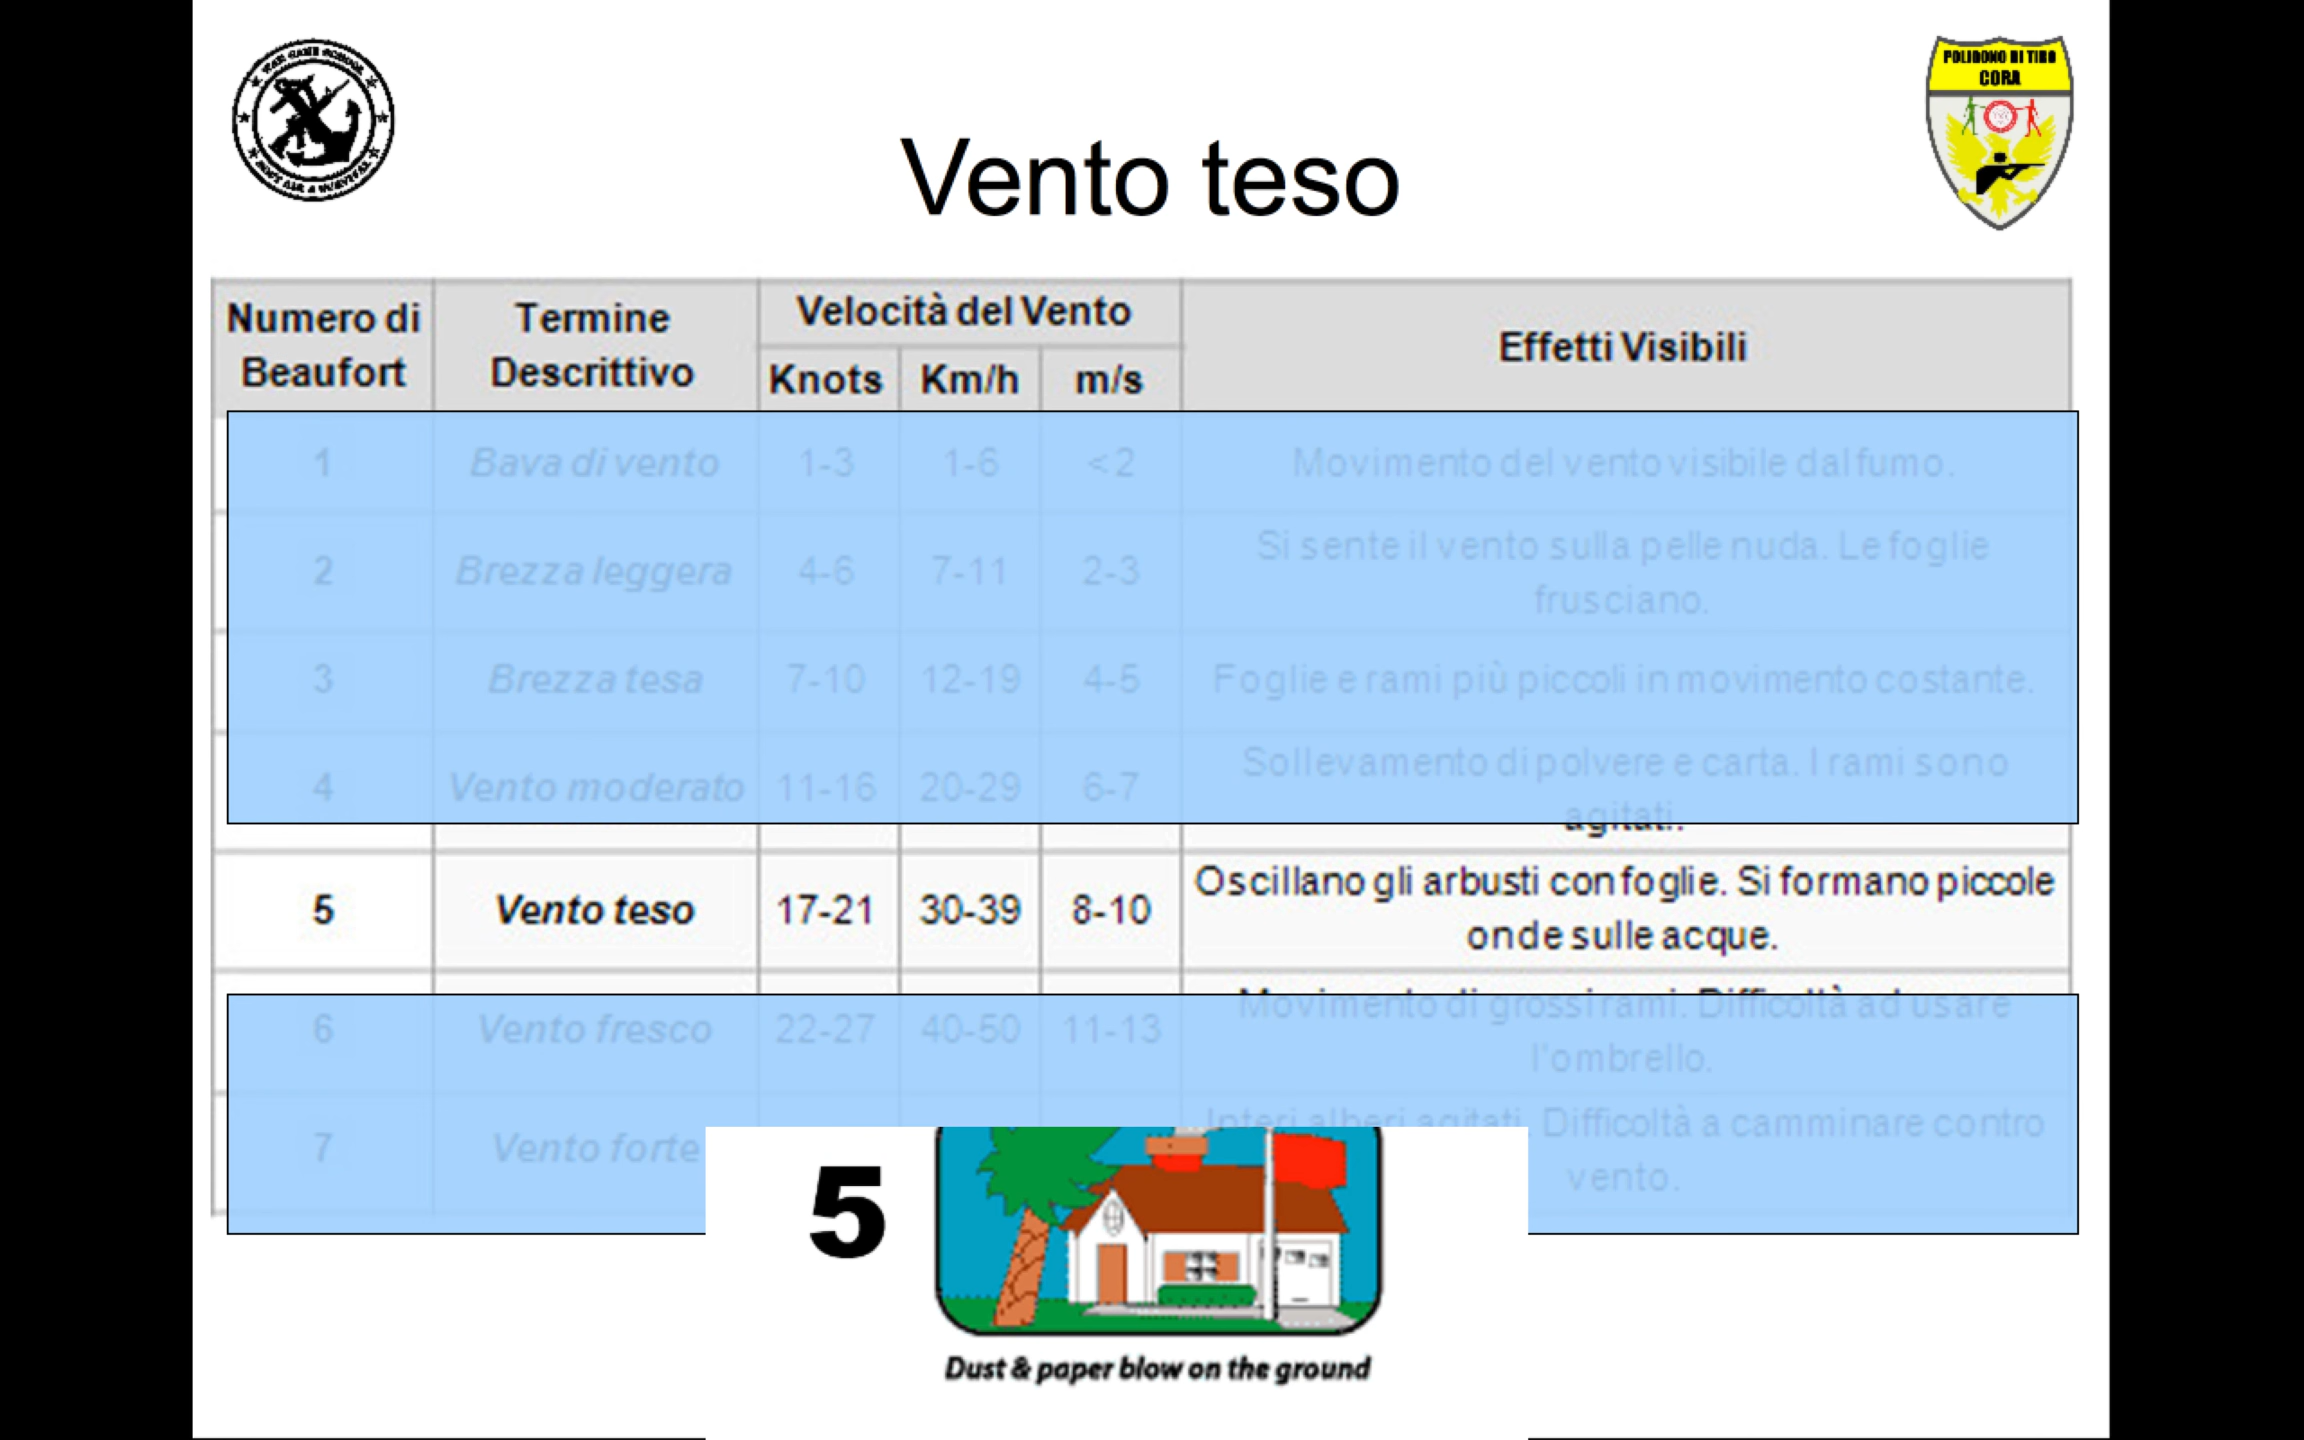 POLIGONO DI TIRO
CORA
Vento teso
Numero di Beaufort Termine Descrittivo Velocità del Vento Effetti Visibili
Knots Km/h m/s
1 Bava di vento 1-3 1-6 <2 Movimento del vento visibile dal fumo.
2 Brezza leggera 4-6 7-11 2-3 Si sente il vento sulla pelle nuda. Le foglie
frusciano.
3 Brezza tesa 7-10 12-19 4-5 Foglie e rami più piccoli in movimento costante.
4 Vento moderato 11-16 20-29 6-7 Sollevamento di polvere e carta. I rami sono
agitati.
5 Vento teso 17-21 30-39 8-10 Oscillano gli arbusti con foglie. Si formano piccole
onde sulle acque.
6 Vento fresco 22-27 40-50 11-13 Movimento di grossi rami. Difficoltà ad usare
l'ombrello.
7 Vento forte Interi alberi agitati. Difficoltà a camminare contro
vento.
5
Dust & paper blow on the ground